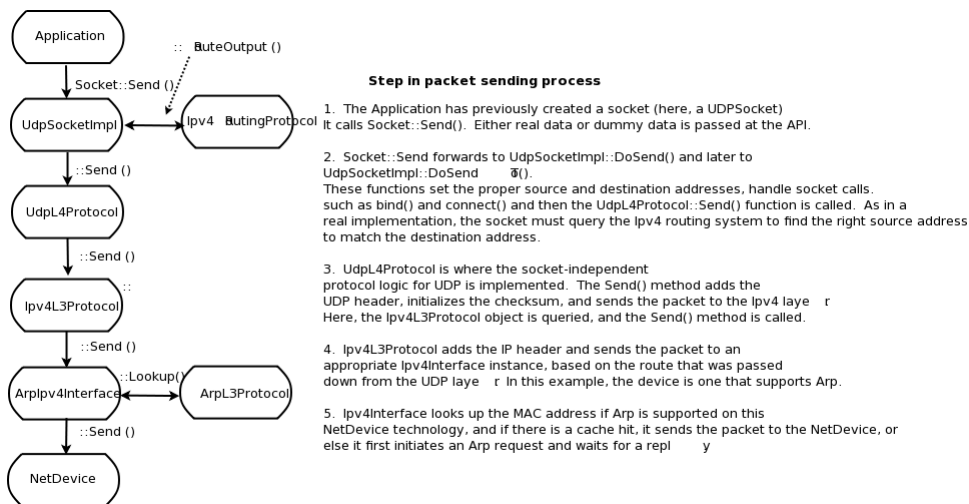 Application
:: RuteOutput ()
Socket::Send ()
UdpSocketImpl
Ipv4 RutingProtocol
::Send ()
UdpL4Protocol
::Send ()
::
Ipv4L3Protocol
::Send ()
::Lookup()
ArpIpv4Interface
ArpL3Protocol
::Send ()
NetDevice
Step in packet sending process
1. The Application has previously created a socket (here, a UDPSocket)
It calls Socket::Send(). Either real data or dummy data is passed at the API.
2. Socket::Send forwards to UdpSocketImpl::DoSend() and later to
UdpSocketImpl::DoSend To().
These functions set the proper source and destination addresses, handle socket calls.
such as bind() and connect() and then the UdpL4Protocol::Send() function is called. As in a
real implementation, the socket must query the Ipv4 routing system to find the right source address
to match the destination address.
3. UdpL4Protocol is where the socket-independent
protocol logic for UDP is implemented. The Send() method adds the
UDP header, initializes the checksum, and sends the packet to the Ipv4 laye r.
Here, the Ipv4L3Protocol object is queried, and the Send() method is called.
4. Ipv4L3Protocol adds the IP header and sends the packet to an
appropriate Ipv4Interface instance, based on the route that was passed
down from the UDP laye r. In this example, the device is one that supports Arp.
5. Ipv4Interface looks up the MAC address if Arp is supported on this
NetDevice technology, and if there is a cache hit, it sends the packet to the NetDevice, or
else it first initiates an Arp request and waits for a repl y